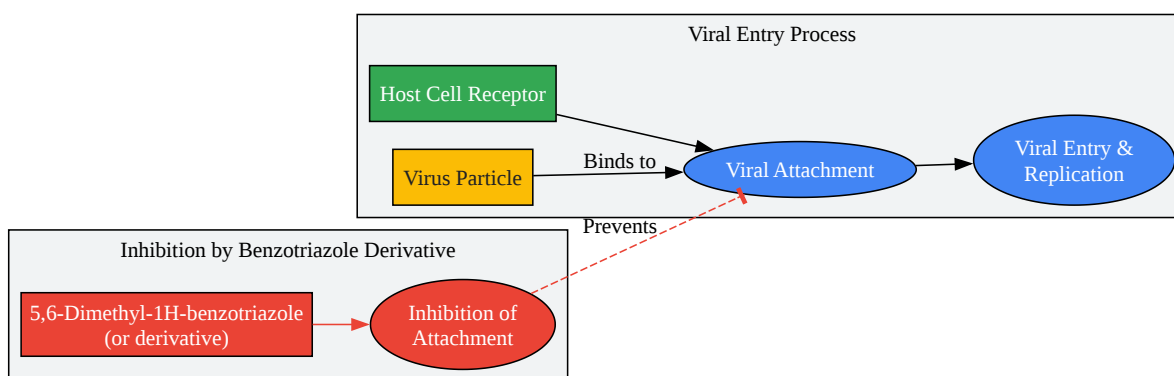 Viral Entry Process
Host Cell Receptor
Virus Particle
Binds to
Viral Attachment
Viral Entry &
Replication
Prevents
Inhibition by Benzotriazole Derivative
5,6-Dimethyl-1H-benzotriazole
(or derivative)
Inhibition of
Attachment